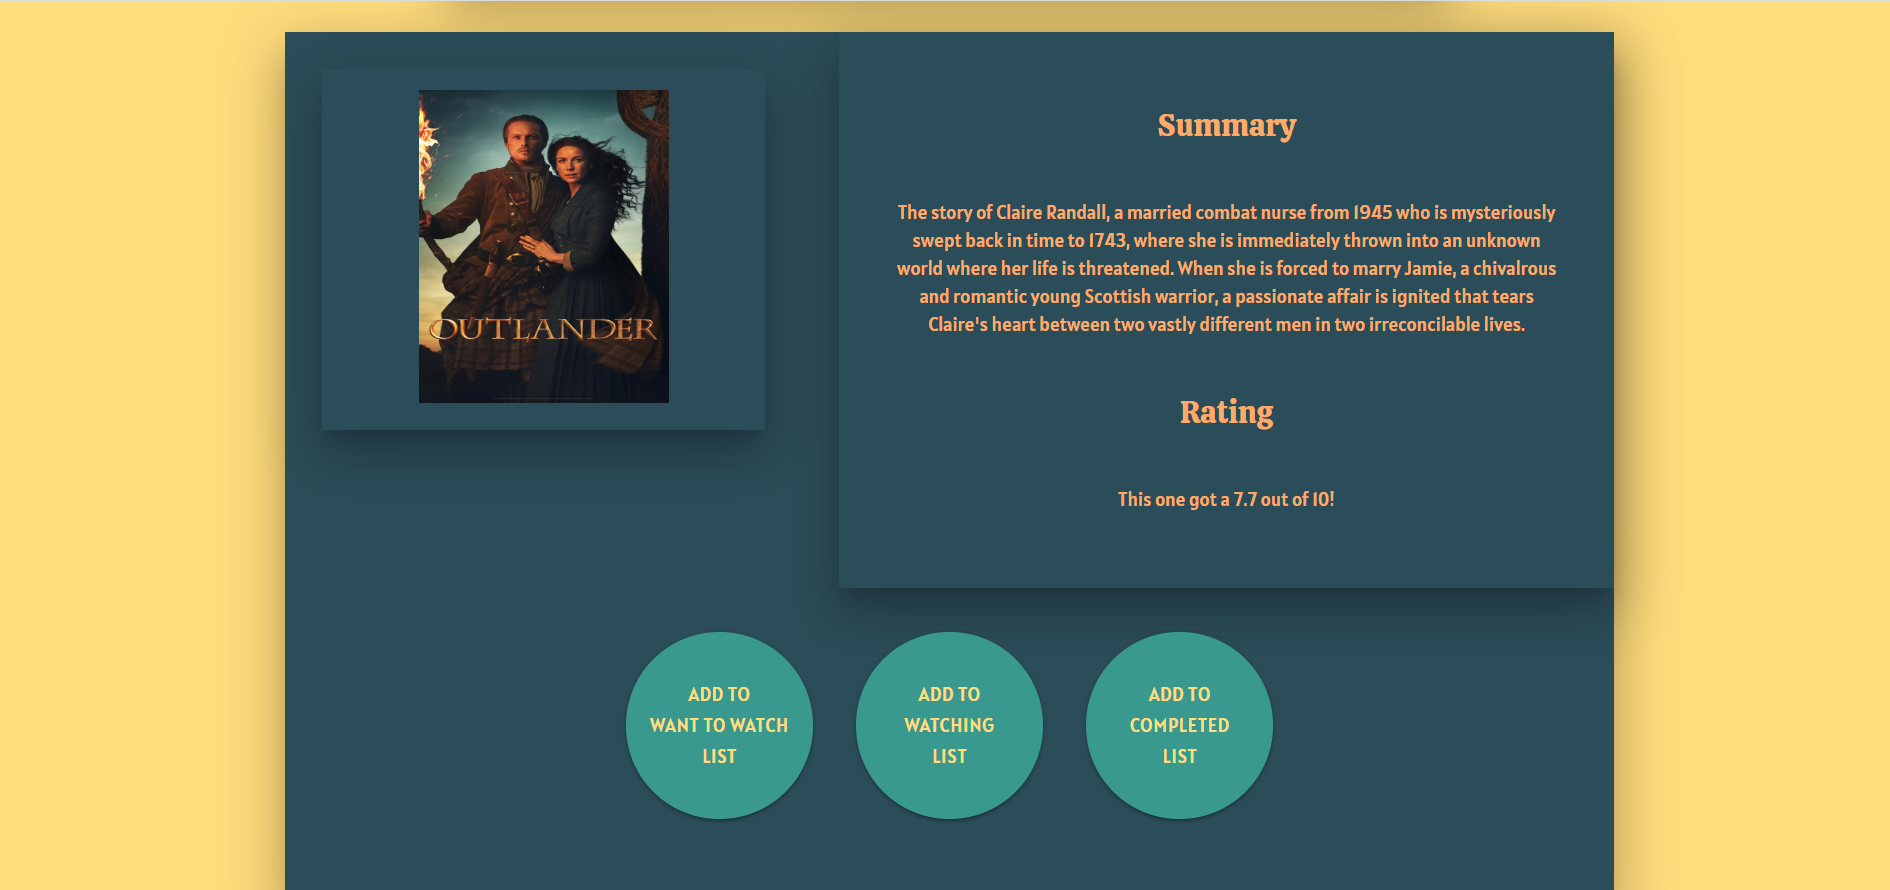 OUTLANDER
Summary
The story of Claire Randall, a married combat nurse from 1945 who is mysteriously
swept back in time to 1743, where she is immediately thrown into an unknown
world where her life is threatened. When she is forced to marry Jamie, a chivalrous
and romantic young Scottish warrior, a passionate affair is ignited that tears
Claire's heart between two vastly different men in two irreconcilable lives.
Rating
This one got a 7.7 out of 10!
ADD TO
WANT TO WATCH
LIST
ADD TO
WATCHING
LIST
ADD TO
COMPLETED
LIST